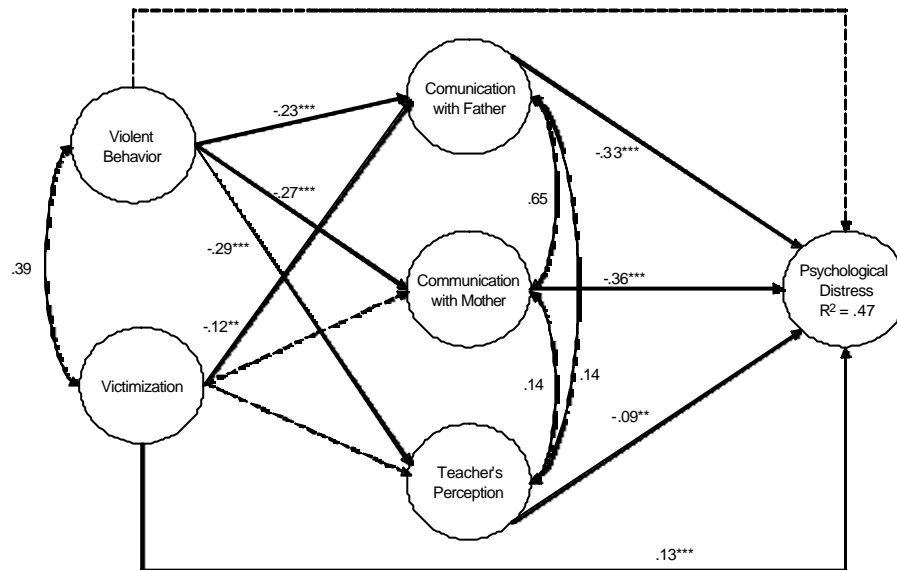 Comunication
with Father
-.23***
Violent
Behavior
-.33***
-.27***
.65
-.29***
Communication
with Mother
-.36***
Psychological
Distress
R² = .47
.39
-.12**
Victimization
.14
.14
-.09**
Teacher's
Perception
.13***